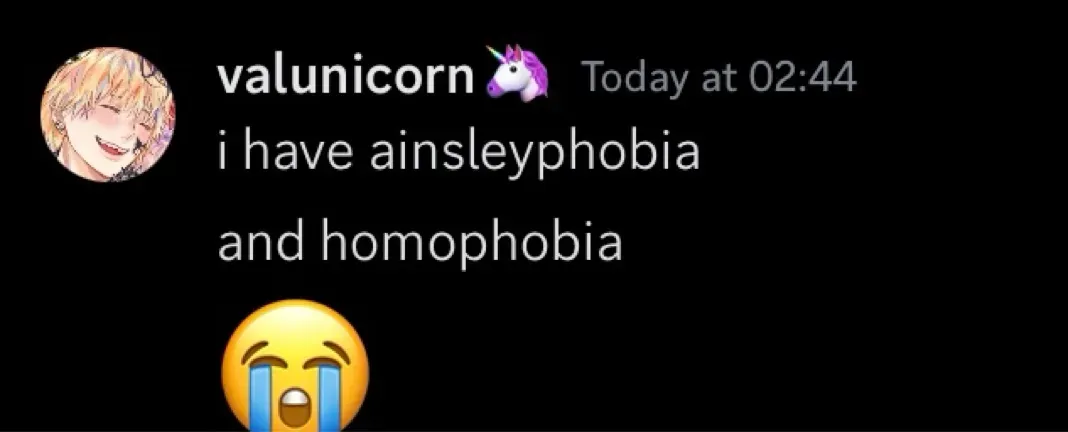 valunicorn🦄 Today at 02:44
i have ainsleyphobia
and homophobia
😭